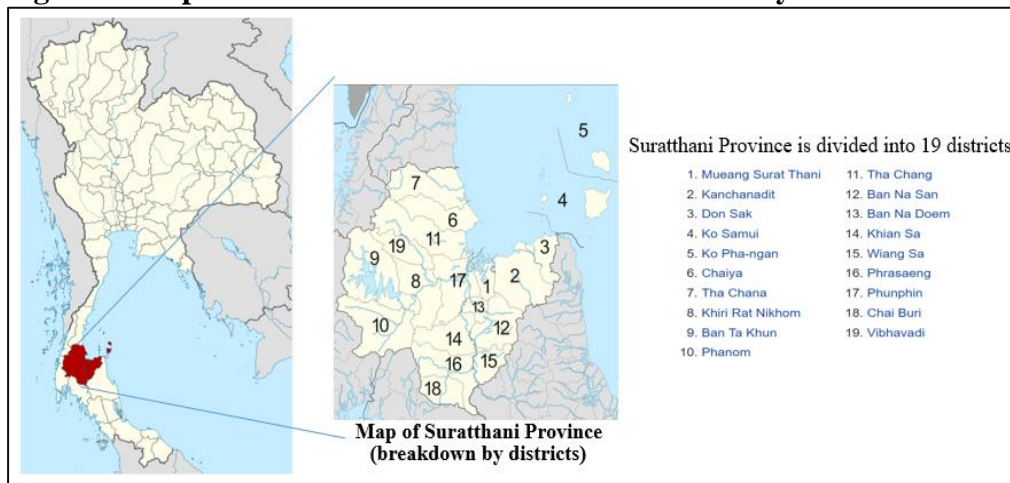 5
Suratthani Province is divided into 19 districts
7
4
1. Mueang Surat Thani
11. Tha Chang
2. Kanchanadit
12. Ban Na San
6
3. Don Sak
13. Ban Na Doem
19
11
3
4. Ko Samui
14. Khian Sa
9
5. Ko Pha-ngan
15. Wiang Sa
8
17
1
2
6. Chaiya
16. Phrasaeng
13
7. Tha Chana
17. Phunphin
10
12
8. Khiri Rat Nikhom
18. Chai Buri
14
9. Ban Ta Khun
19. Vibhavadi
16
15
10. Phanom
18
Map of Suratthani Province
(breakdown by districts)